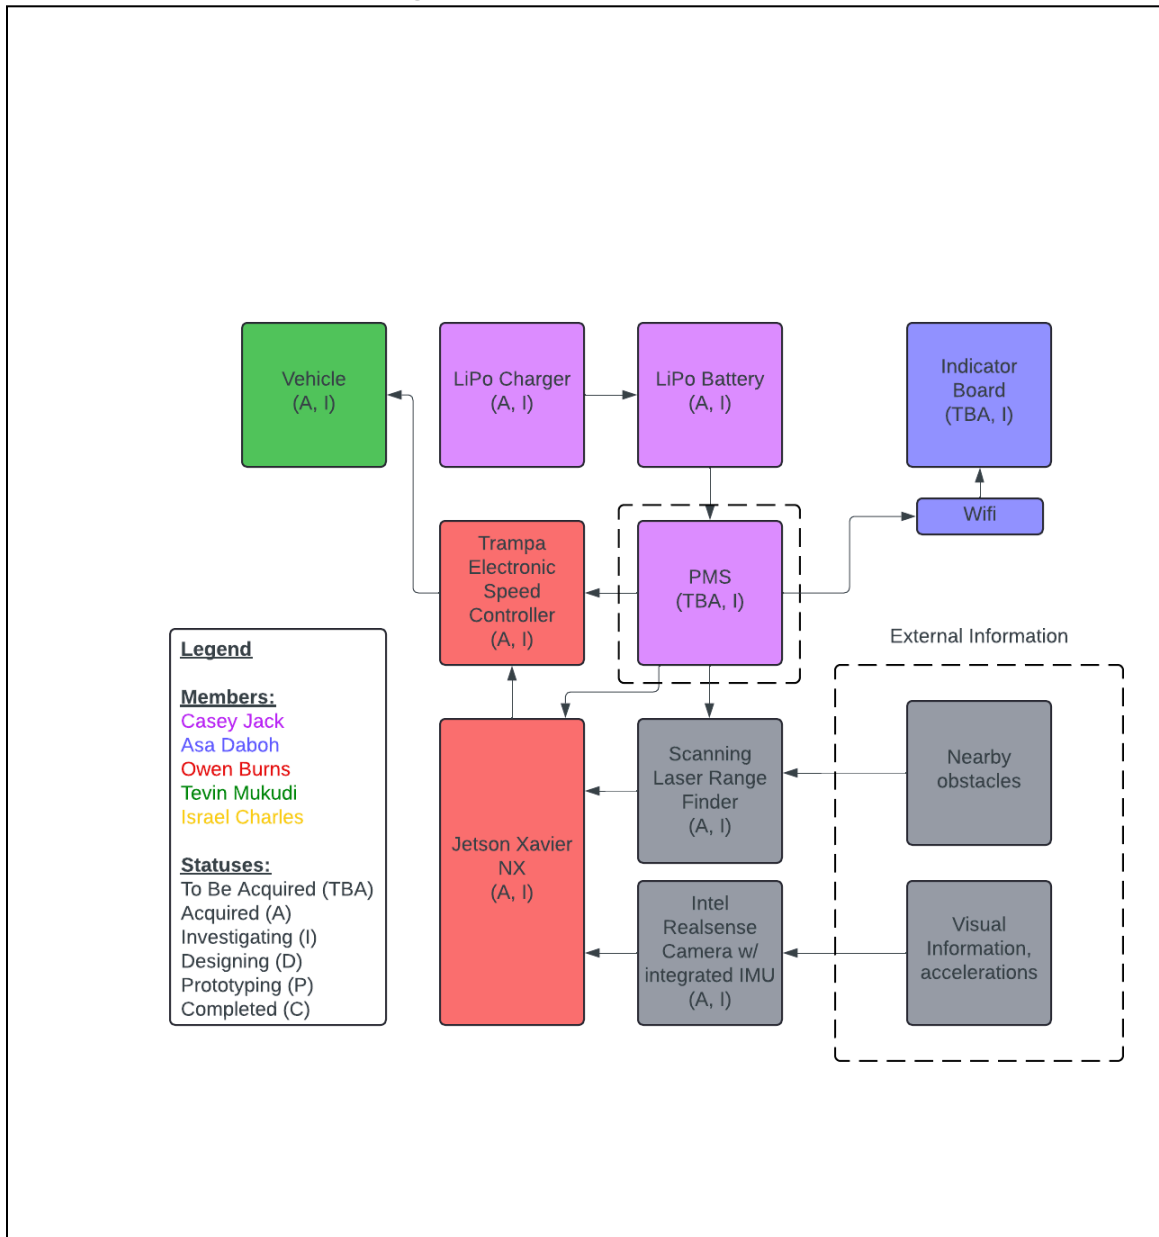 Vehicle
(A, I)
LiPo Charger
(A, I)
LiPo Battery
(A, I)
Indicator
Board
(TBA, I)
Wifi
Trampa
Electronic
Speed
Controller
(A, I)
PMS
(TBA, I)
External Information
Legend
Members:
Casey Jack
Asa Daboh
Owen Burns
Tevin Mukudi
Israel Charles
Statuses:
To Be Acquired (TBA)
Acquired (A)
Investigating (I)
Designing (D)
Prototyping (P)
Completed (C)
Jetson Xavier
NX
(A, I)
Scanning
Laser Range
Finder
(A, I)
Nearby
obstacles
Intel
Realsense
Camera w/
integrated IMU
(A, I)
Visual
Information,
accelerations